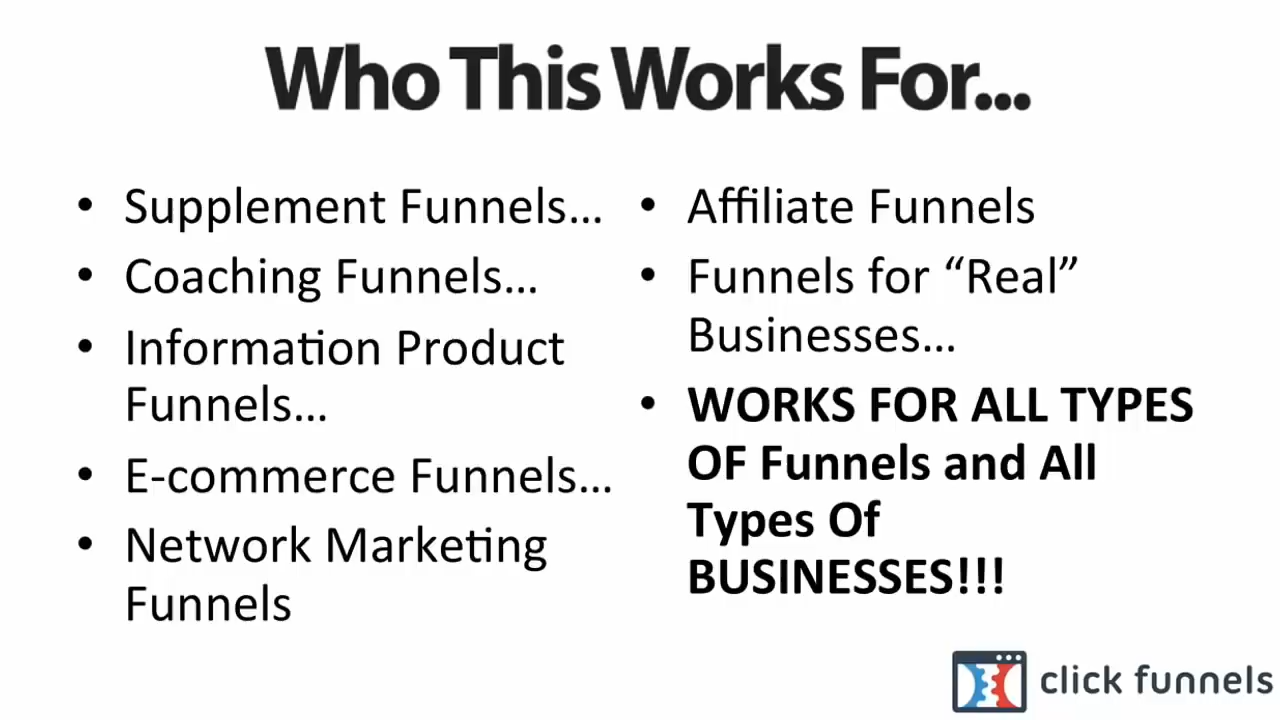 Who This Works For...
• Supplement Funnels...
• Coaching Funnels...
• Information Product
Funnels...
• E-commerce Funnels...
• Network Marketing
Funnels
• Affiliate Funnels
• Funnels for “Real”
Businesses...
• WORKS FOR ALL TYPES
OF Funnels and All
Types Of
BUSINESSES!!!
click funnels